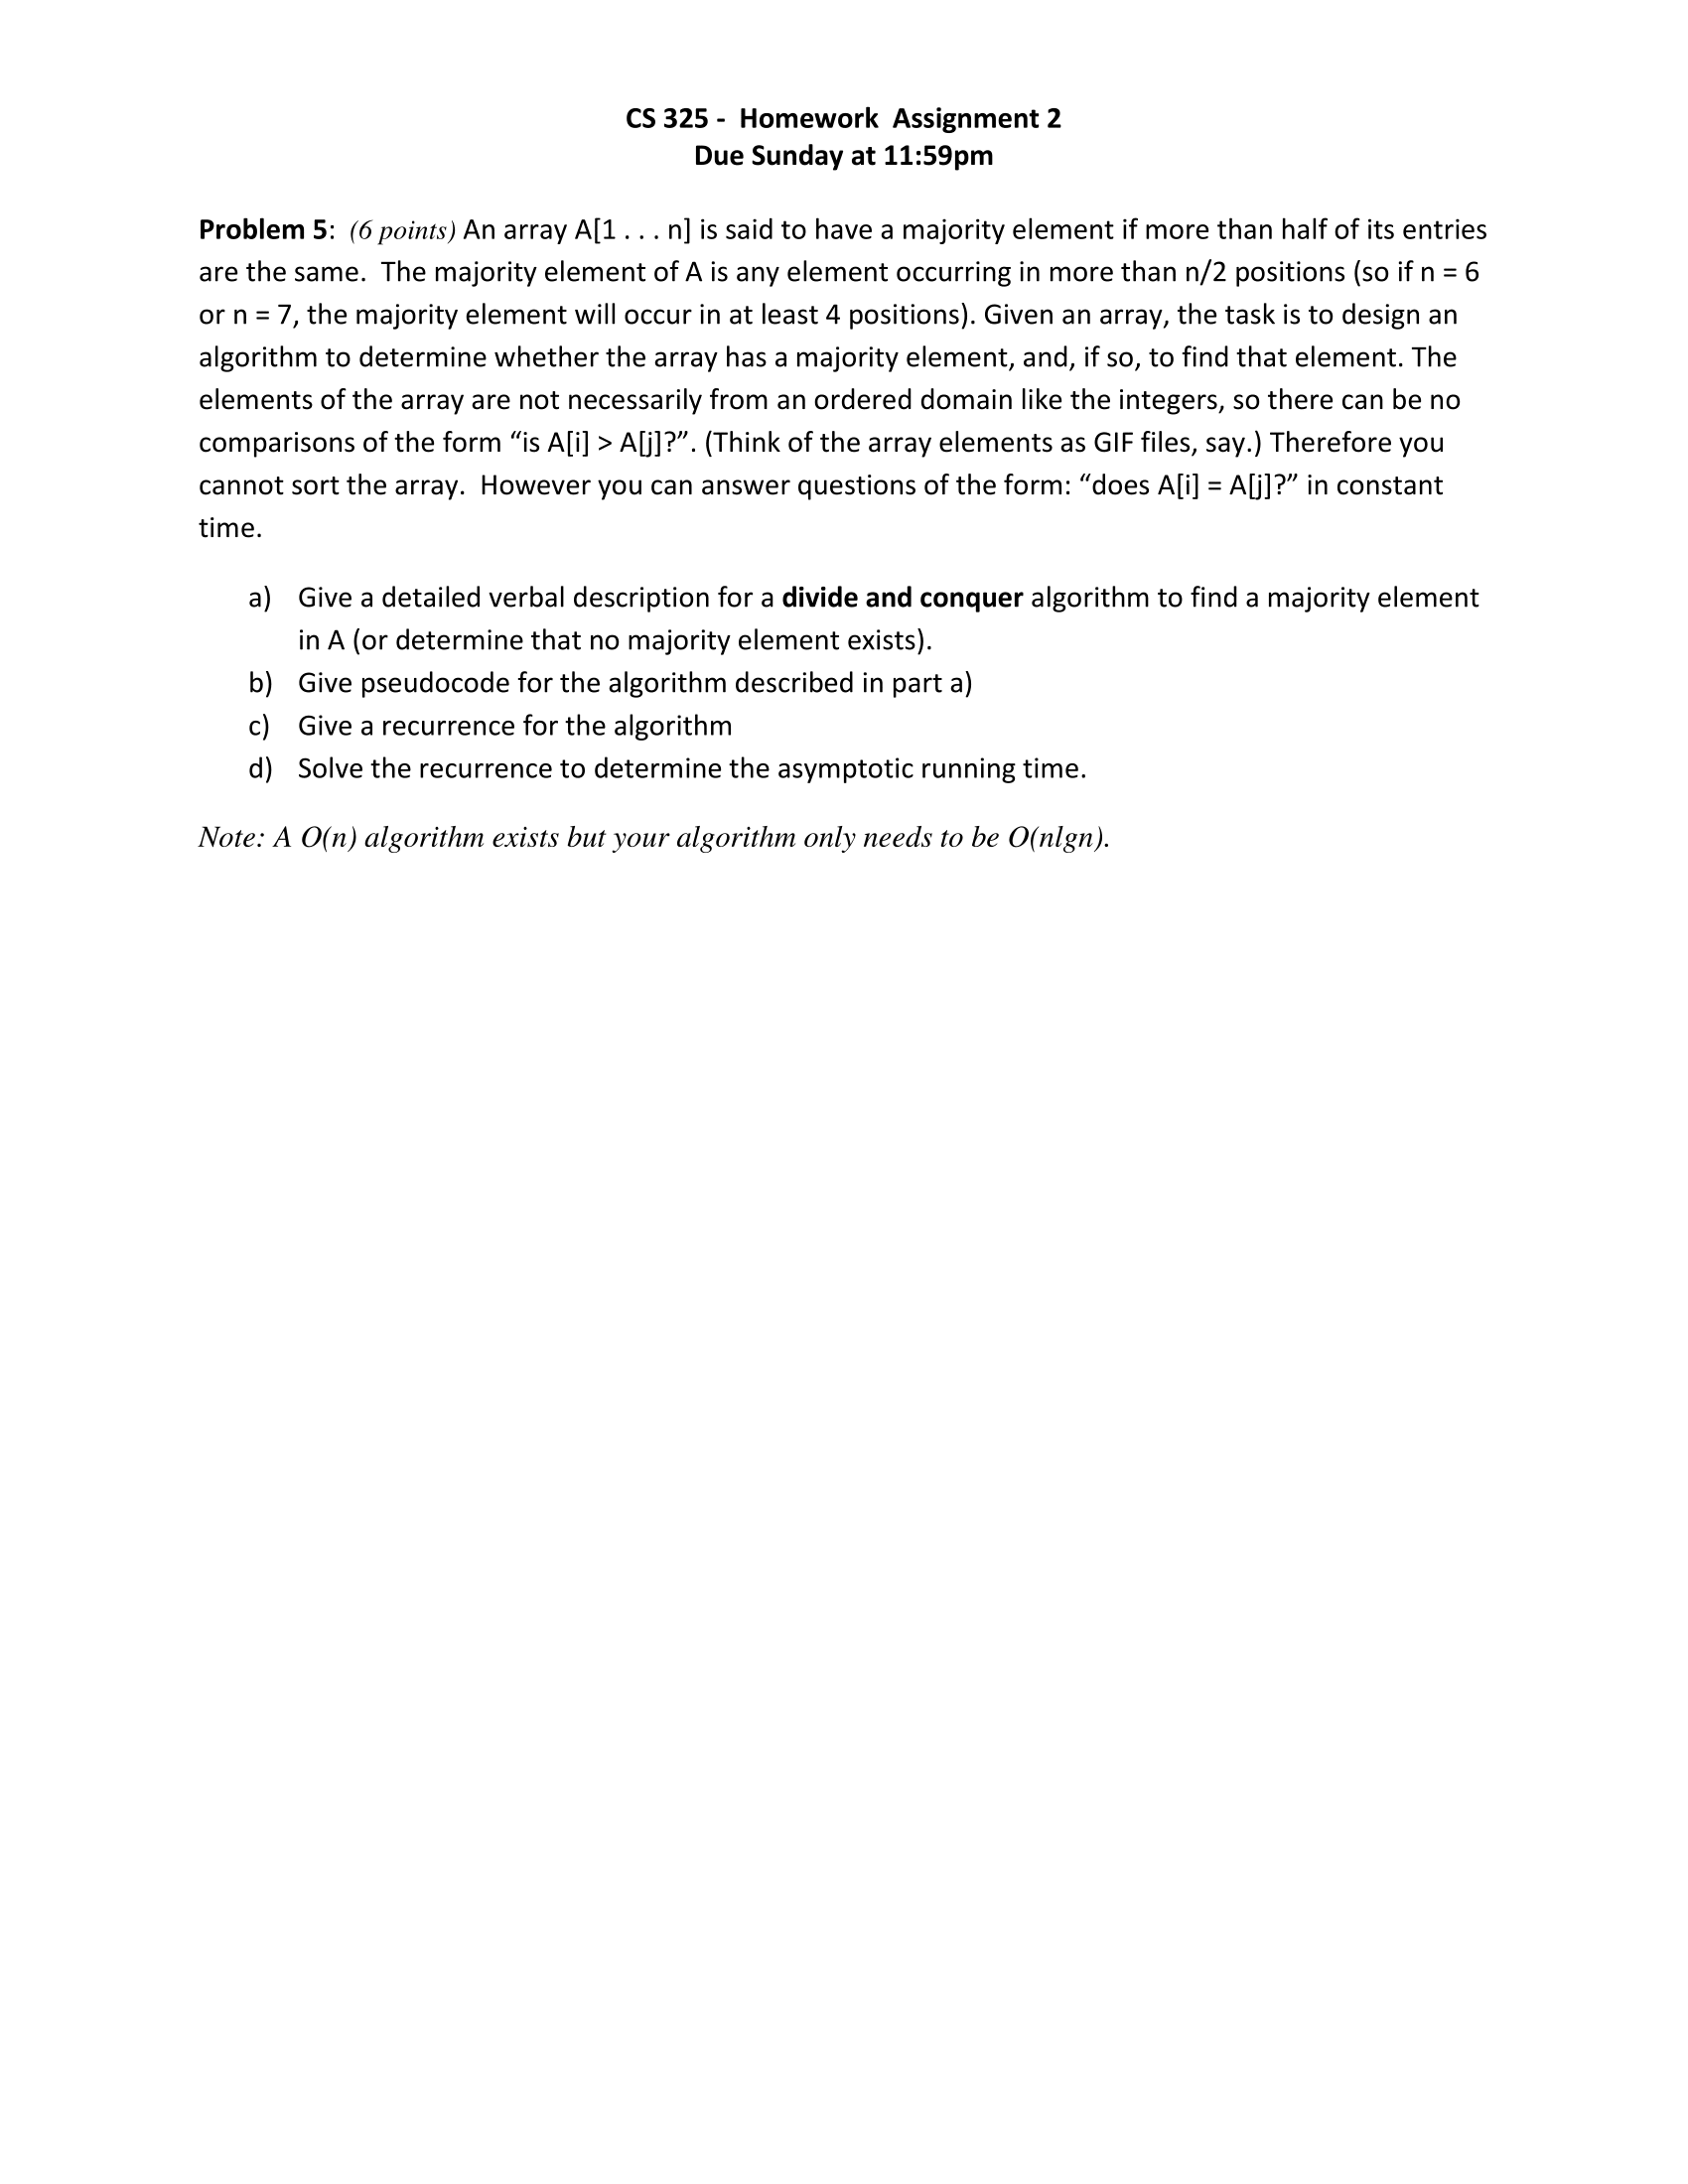 CS 325 -  Homework  Assignment 2
Due Sunday at 11:59pm
Problem 5:  (6 points) An array A[1 . . . n] is said to have a majority element if more than half of its entries
are the same.  The majority element of A is any element occurring in more than n/2 positions (so if n = 6
or n = 7, the majority element will occur in at least 4 positions). Given an array, the task is to design an
algorithm to determine whether the array has a majority element, and, if so, to find that element. The
elements of the array are not necessarily from an ordered domain like the integers, so there can be no
comparisons of the form “is A[i] > A[j]?”. (Think of the array elements as GIF files, say.) Therefore you
cannot sort the array.  However you can answer questions of the form: “does A[i] = A[j]?” in constant
time.
a) Give a detailed verbal description for a divide and conquer algorithm to find a majority element
in A (or determine that no majority element exists).
b) Give pseudocode for the algorithm described in part a)
c) Give a recurrence for the algorithm
d) Solve the recurrence to determine the asymptotic running time.
Note: A O(n) algorithm exists but your algorithm only needs to be O(nlgn).